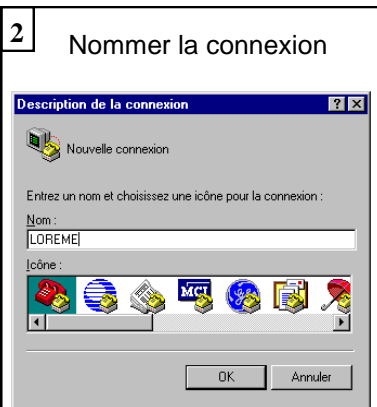 2
Nommer la connexion
Description de la connexion
Nouvelle connexion
Entrez un nom et choisissez une icône pour la connexion :
Nom :
LOREME
Icône :
MCI
OK
Annuler